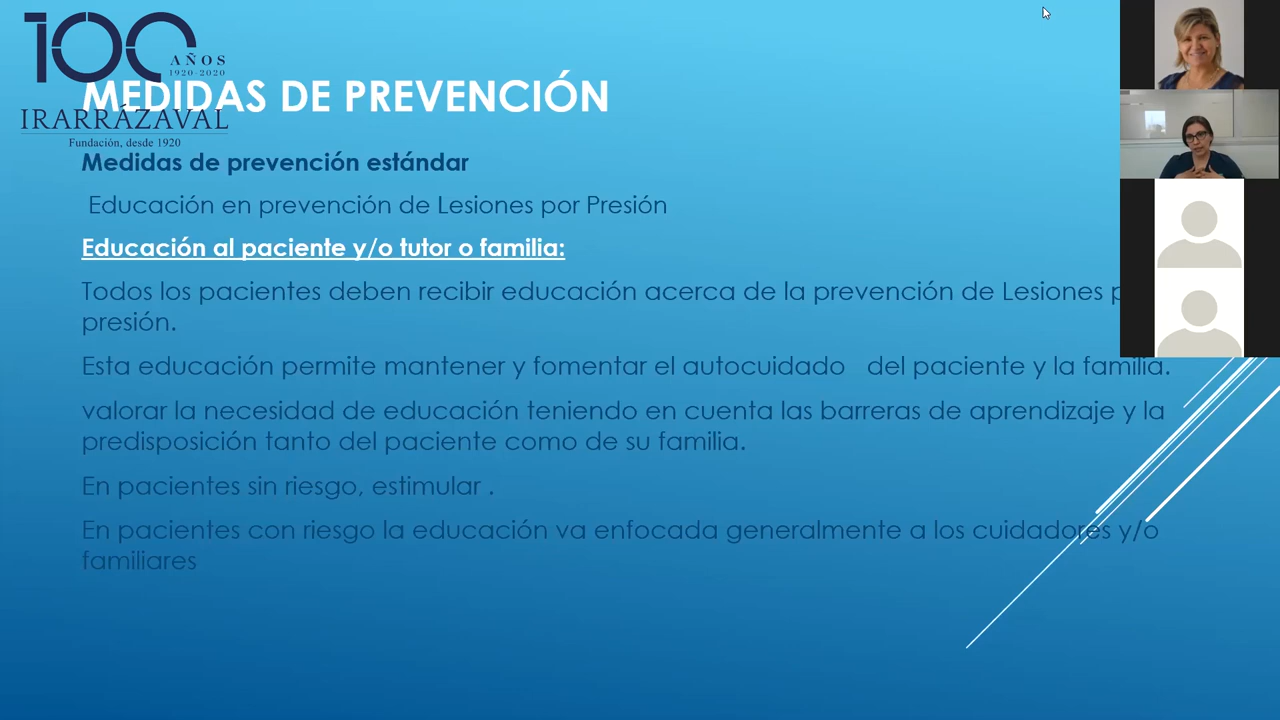 100
AÑOS
1920-2020
IRARRÁZAVAL
Fundación, desde 1920
MEDIDAS DE PREVENCIÓN
Medidas de prevención estándar
Educación en prevención de Lesiones por Presión
Educación al paciente y/o tutor o familia:
Todos los pacientes deben recibir educación acerca de la prevención de Lesiones
presión.
Esta educación permite mantener y fomentar el autocuidado del paciente y la familia.
valorar la necesidad de educación teniendo en cuenta las barreras de aprendizaje y la
predisposición tanto del paciente como de su familia.
En pacientes sin riesgo, estimular .
En pacientes con riesgo la educación va enfocada generalmente a los cuidadores y/o
familiares